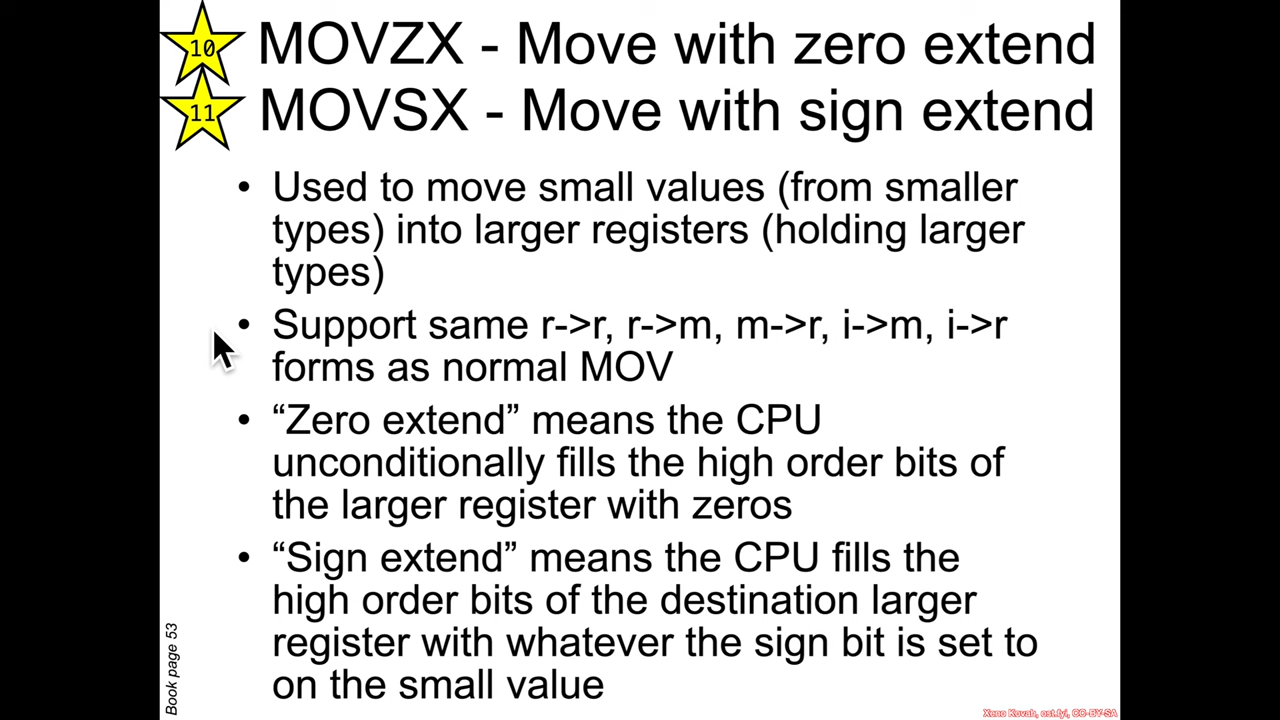 10 MOVZX - Move with zero extend
11 MOVSX - Move with sign extend
• Used to move small values (from smaller
types) into larger registers (holding larger
types)
• Support same r->r, r->m, m->r, i->m, i->r
forms as normal MOV
• “Zero extend” means the CPU
unconditionally fills the high order bits of
the larger register with zeros
• “Sign extend” means the CPU fills the
high order bits of the destination larger
register with whatever the sign bit is set to
on the small value
Book page 53
Xeno Kovah, ost.fyi, CC-BY-SA